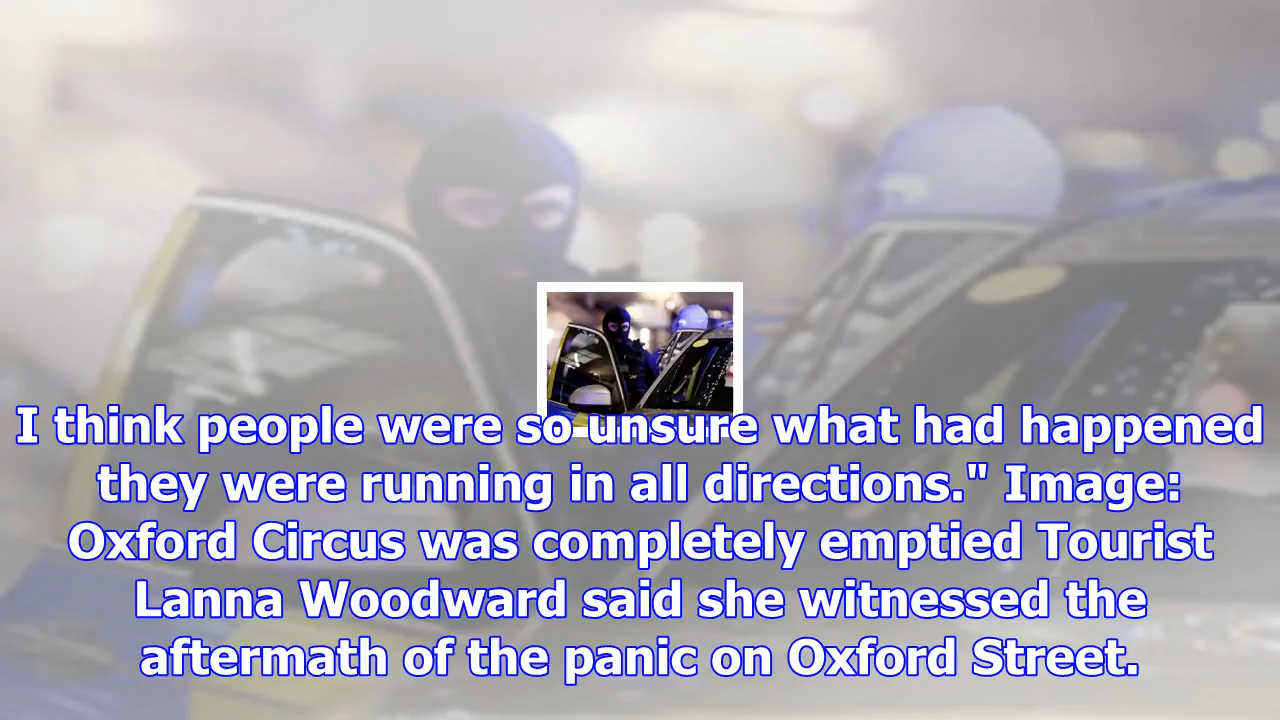 I think people were so unsure what had happened
they were running in all directions." Image:
Oxford Circus was completely emptied Tourist
Lanna Woodward said she witnessed the
aftermath of the panic on Oxford Street.